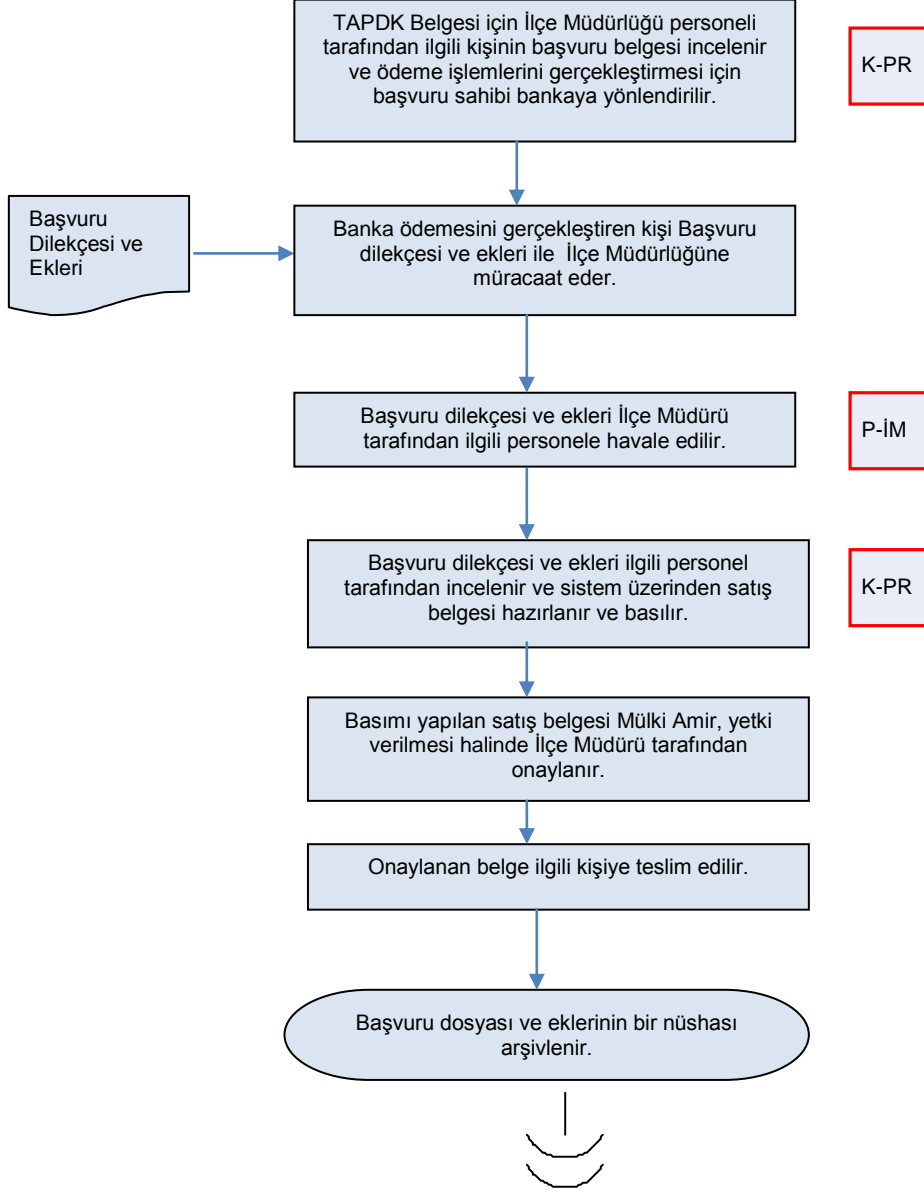 TAPDK Belgesi için İlçe Müdürlüğü personeli
tarafından ilgili kişinin başvuru belgesi incelenir
ve ödeme işlemlerini gerçekleştirmesi için
başvuru sahibi bankaya yönlendirilir.
K-PR
Başvuru
Dilekçesi ve
Ekleri
Banka ödemesini gerçekleştiren kişi Başvuru
dilekçesi ve ekleri ile İlçe Müdürlüğüne
müracaat eder.
Başvuru dilekçesi ve ekleri İlçe Müdürü
tarafından ilgili personele havale edilir.
P-İM
Başvuru dilekçesi ve ekleri ilgili personel
tarafından incelenir ve sistem üzerinden satış
belgesi hazırlanır ve basılır.
K-PR
Basımı yapılan satış belgesi Mülki Amir, yetki
verilmesi halinde İlçe Müdürü tarafından
onaylanır.
Onaylanan belge ilgili kişiye teslim edilir.
Başvuru dosyası ve eklerinin bir nüshası
arşivlenir.